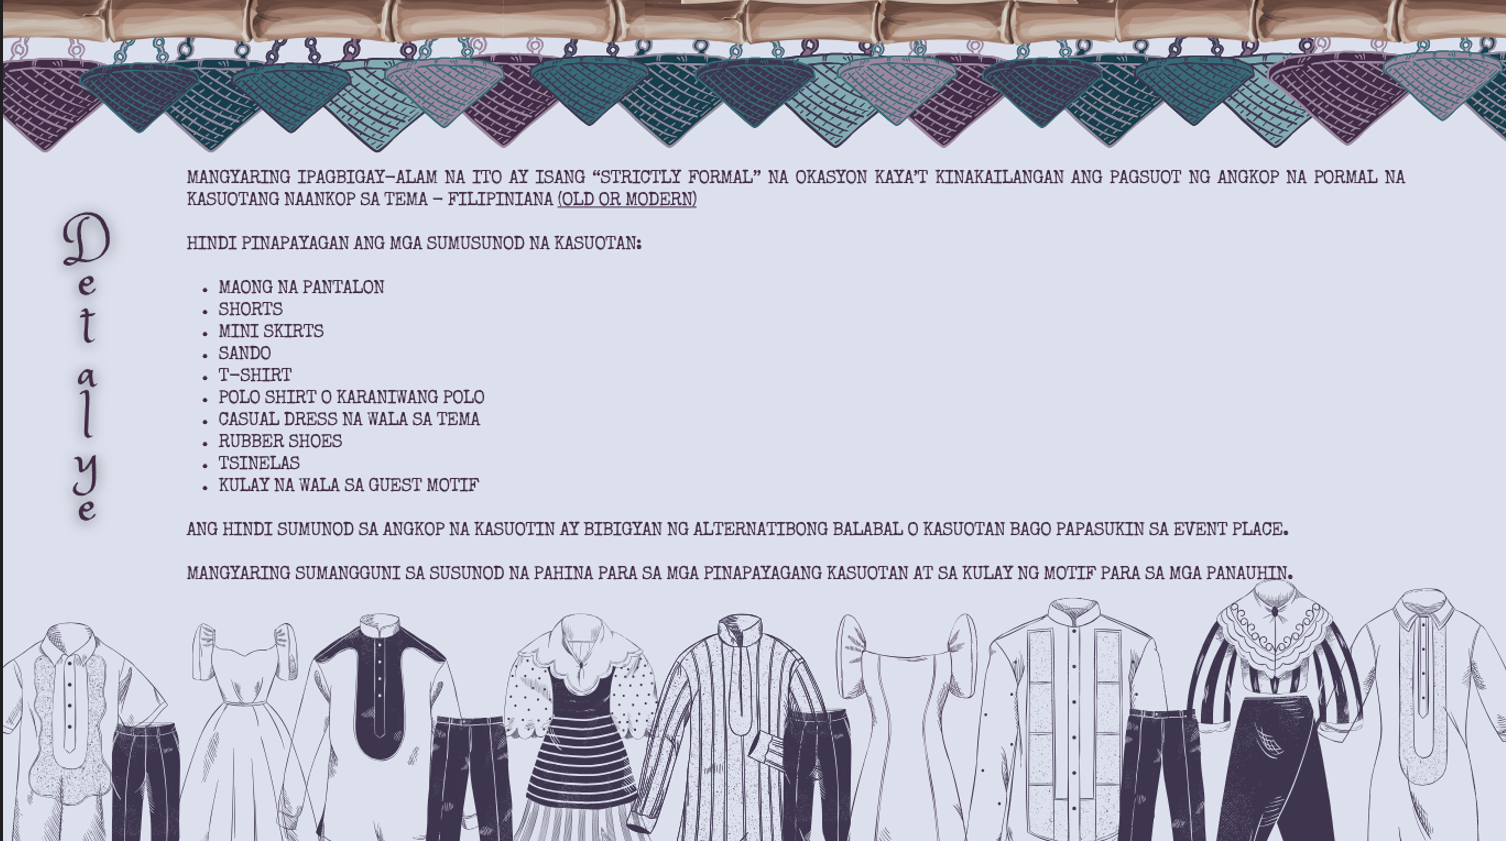 Detalye
MANGYARING IPAGBIGAY-ALAM NA ITO AY ISANG “STRICTLY FORMAL” NA OKASYON KAYA’T KINAKAILANGAN ANG PAGSUOT NG ANGKOP NA PORMAL NA
KASUOTANG NAANKOP SA TEMA - FILIPINIANA (OLD OR MODERN)
HINDI PINAPAYAGAN ANG MGA SUMUSUNOD NA KASUOTAN:
• MAONG NA PANTALON
• SHORTS
• MINI SKIRTS
• SANDO
• T-SHIRT
• POLO SHIRT O KARANIWANG POLO
• CASUAL DRESS NA WALA SA TEMA
• RUBBER SHOES
• TSINELAS
• KULAY NA WALA SA GUEST MOTIF
ANG HINDI SUMUNOD SA ANGKOP NA KASUOTIN AY BIBIGYAN NG ALTERNATIBONG BALABAL O KASUOTAN BAGO PAPASUKIN SA EVENT PLACE.
MANGYARING SUMANGGUNI SA SUSUNOD NA PAHINA PARA SA MGA PINAPAYAGANG KASUOTAN AT SA KULAY NG MOTIF PARA SA MGA PANAUHIN.